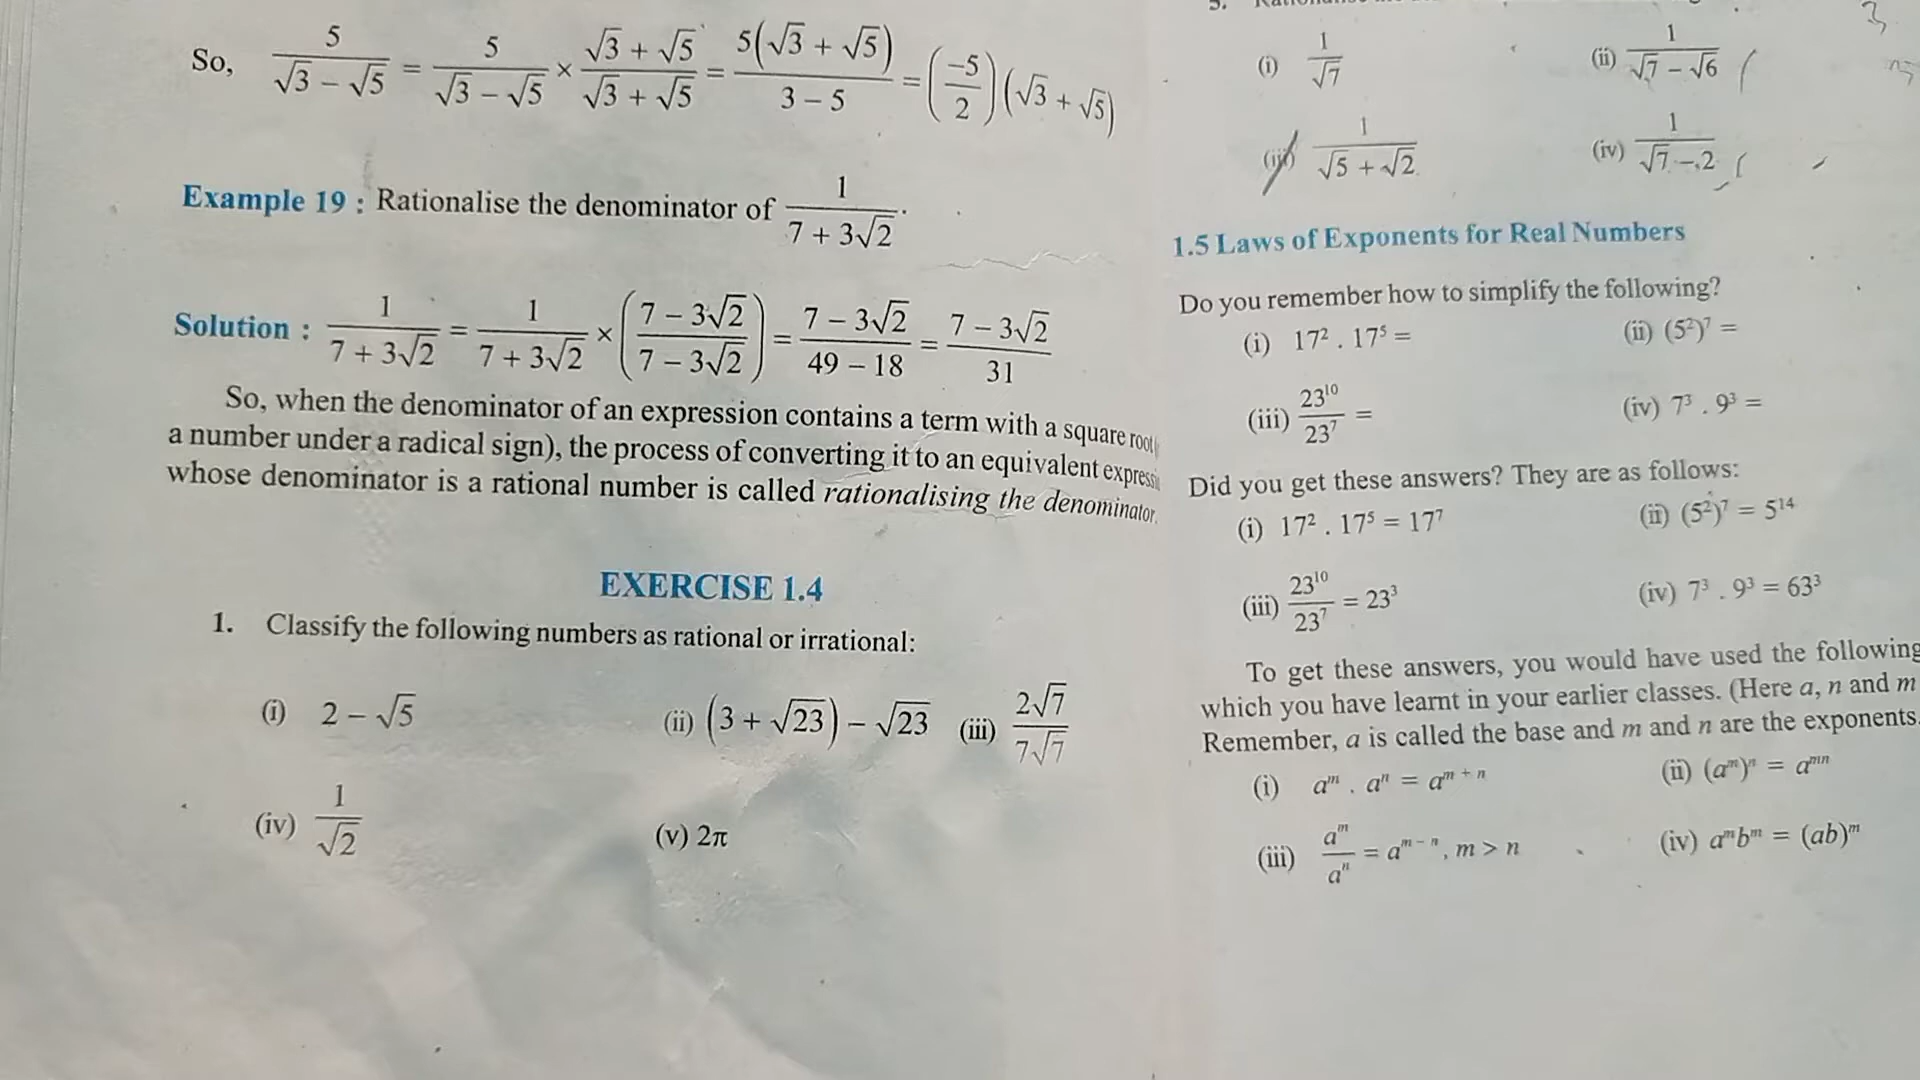 So, 5/(√3 − √5) = 5/(√3 − √5) × (√3 + √5)/(√3 + √5) = 5(√3 + √5)/(3 − 5) = (−5/2)(√3 + √5)
Example 19 : Rationalise the denominator of 1/(7 + 3√2).
Solution : 1/(7 + 3√2) = 1/(7 + 3√2) × ((7 − 3√2)/(7 − 3√2)) = (7 − 3√2)/(49 − 18) = (7 − 3√2)/31
So, when the denominator of an expression contains a term with a square root
a number under a radical sign), the process of converting it to an equivalent
whose denominator is a rational number is called rationalising the denominator.
EXERCISE 1.4
1. Classify the following numbers as rational or irrational:
(i) 2 − √5 (ii) (3 + √23) − √23 (iii) 2√7/7√7
(iv) 1/√2 (v) 2π
(i) 1/√7 (ii) 1/(√7 − √6)
(iii) 1/(√5 + √2) (iv) 1/(√7 − 2)
1.5 Laws of Exponents for Real Numbers
Do you remember how to simplify the following?
(i) 17² . 17⁵ = (ii) (5²)⁷ =
(iii) 23¹⁰/23⁷ = (iv) 7³ . 9³ =
Did you get these answers? They are as follows:
(i) 17² . 17⁵ = 17⁷ (ii) (5²)⁷ = 5¹⁴
(iii) 23¹⁰/23⁷ = 23³ (iv) 7³ . 9³ = 63³
To get these answers, you would have used the following
which you have learnt in your earlier classes. (Here a, n and m
Remember, a is called the base and m and n are the exponents.
(i) aᵐ . aⁿ = aᵐ⁺ⁿ (ii) (aᵐ)ⁿ = aᵐⁿ
(iii) aᵐ/aⁿ = aᵐ⁻ⁿ, m > n (iv) aᵐbᵐ = (ab)ᵐ